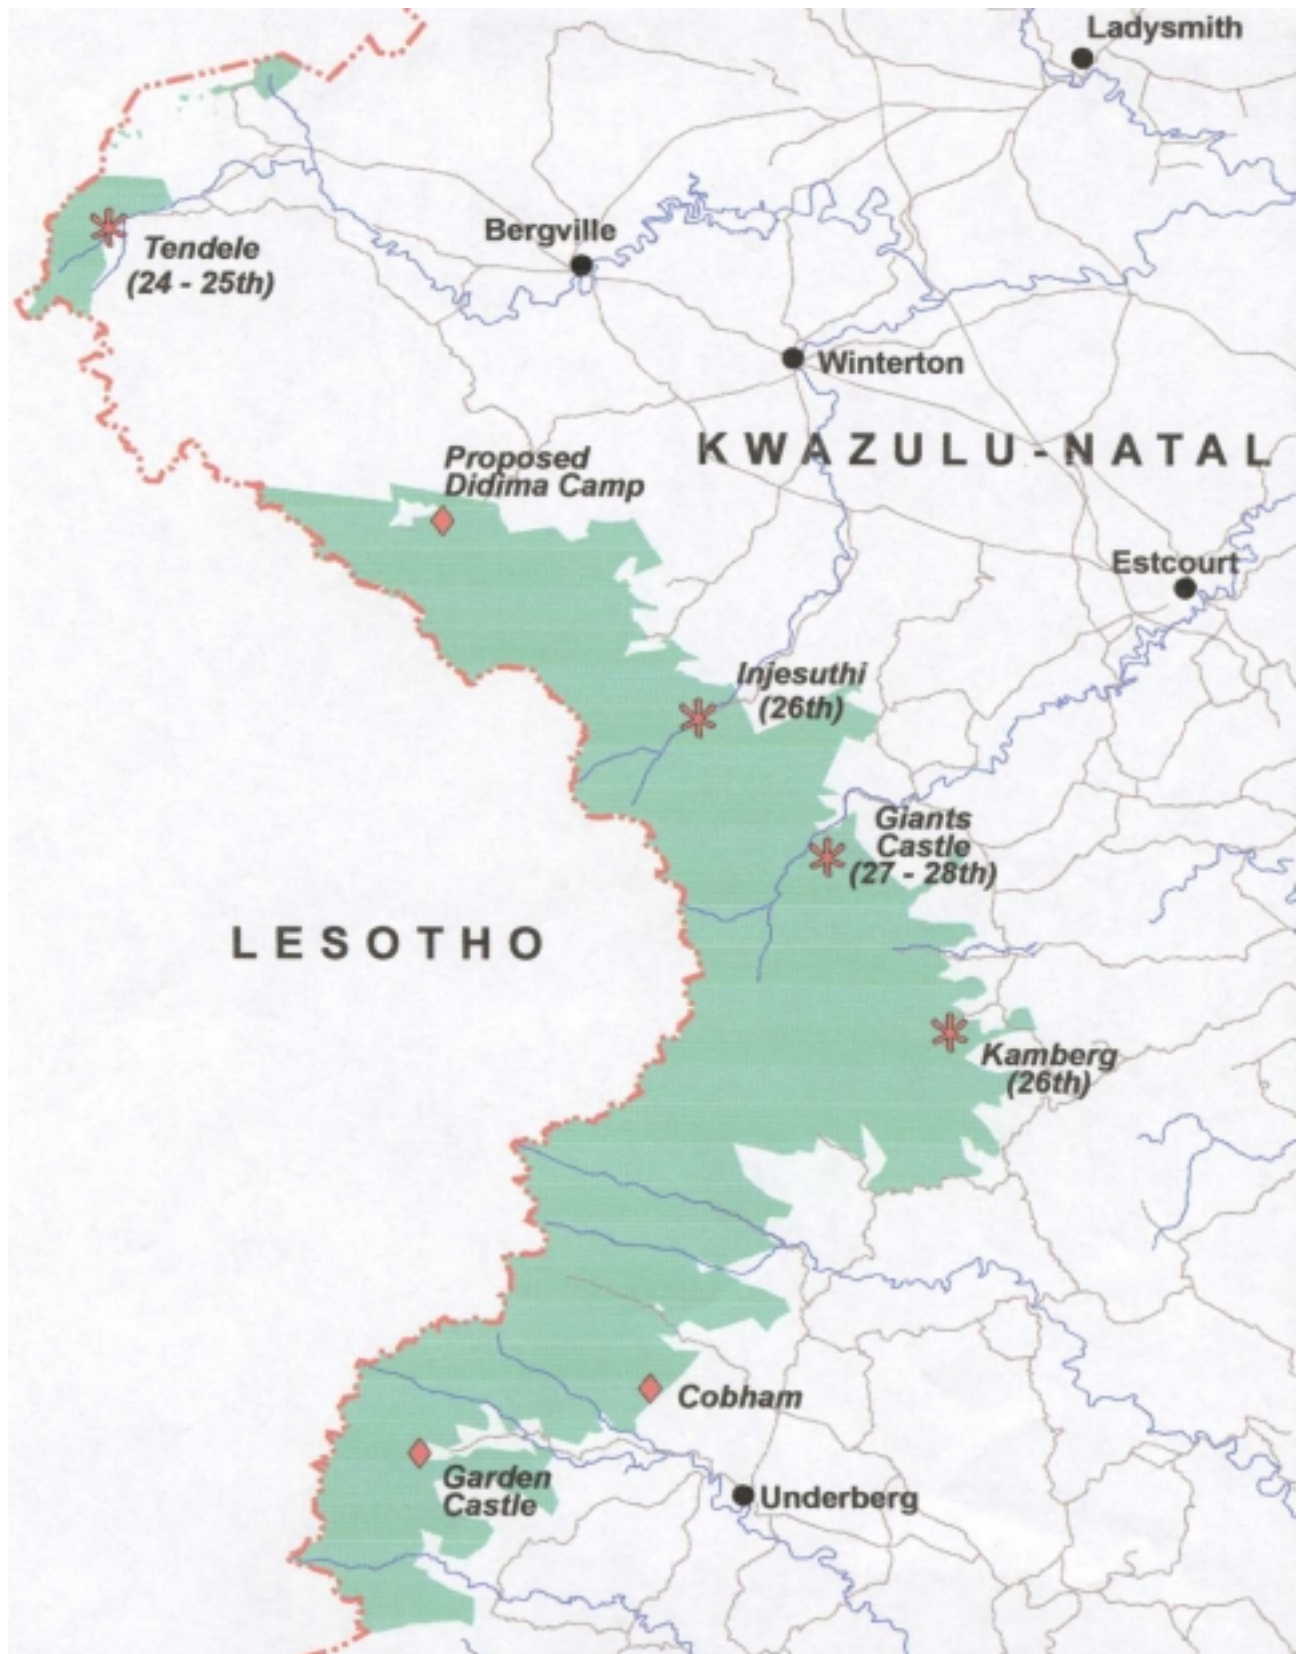 Ladysmith
Bergville
Tendele
(24 - 25th)
Winterton
KWAZULU-NATAL
Proposed
Didima Camp
Estcourt
Injesuthi
(26th)
Giants
Castle
(27 - 28th)
LESOTHO
Kamberg
(26th)
Cobham
Garden
Castle
Underberg